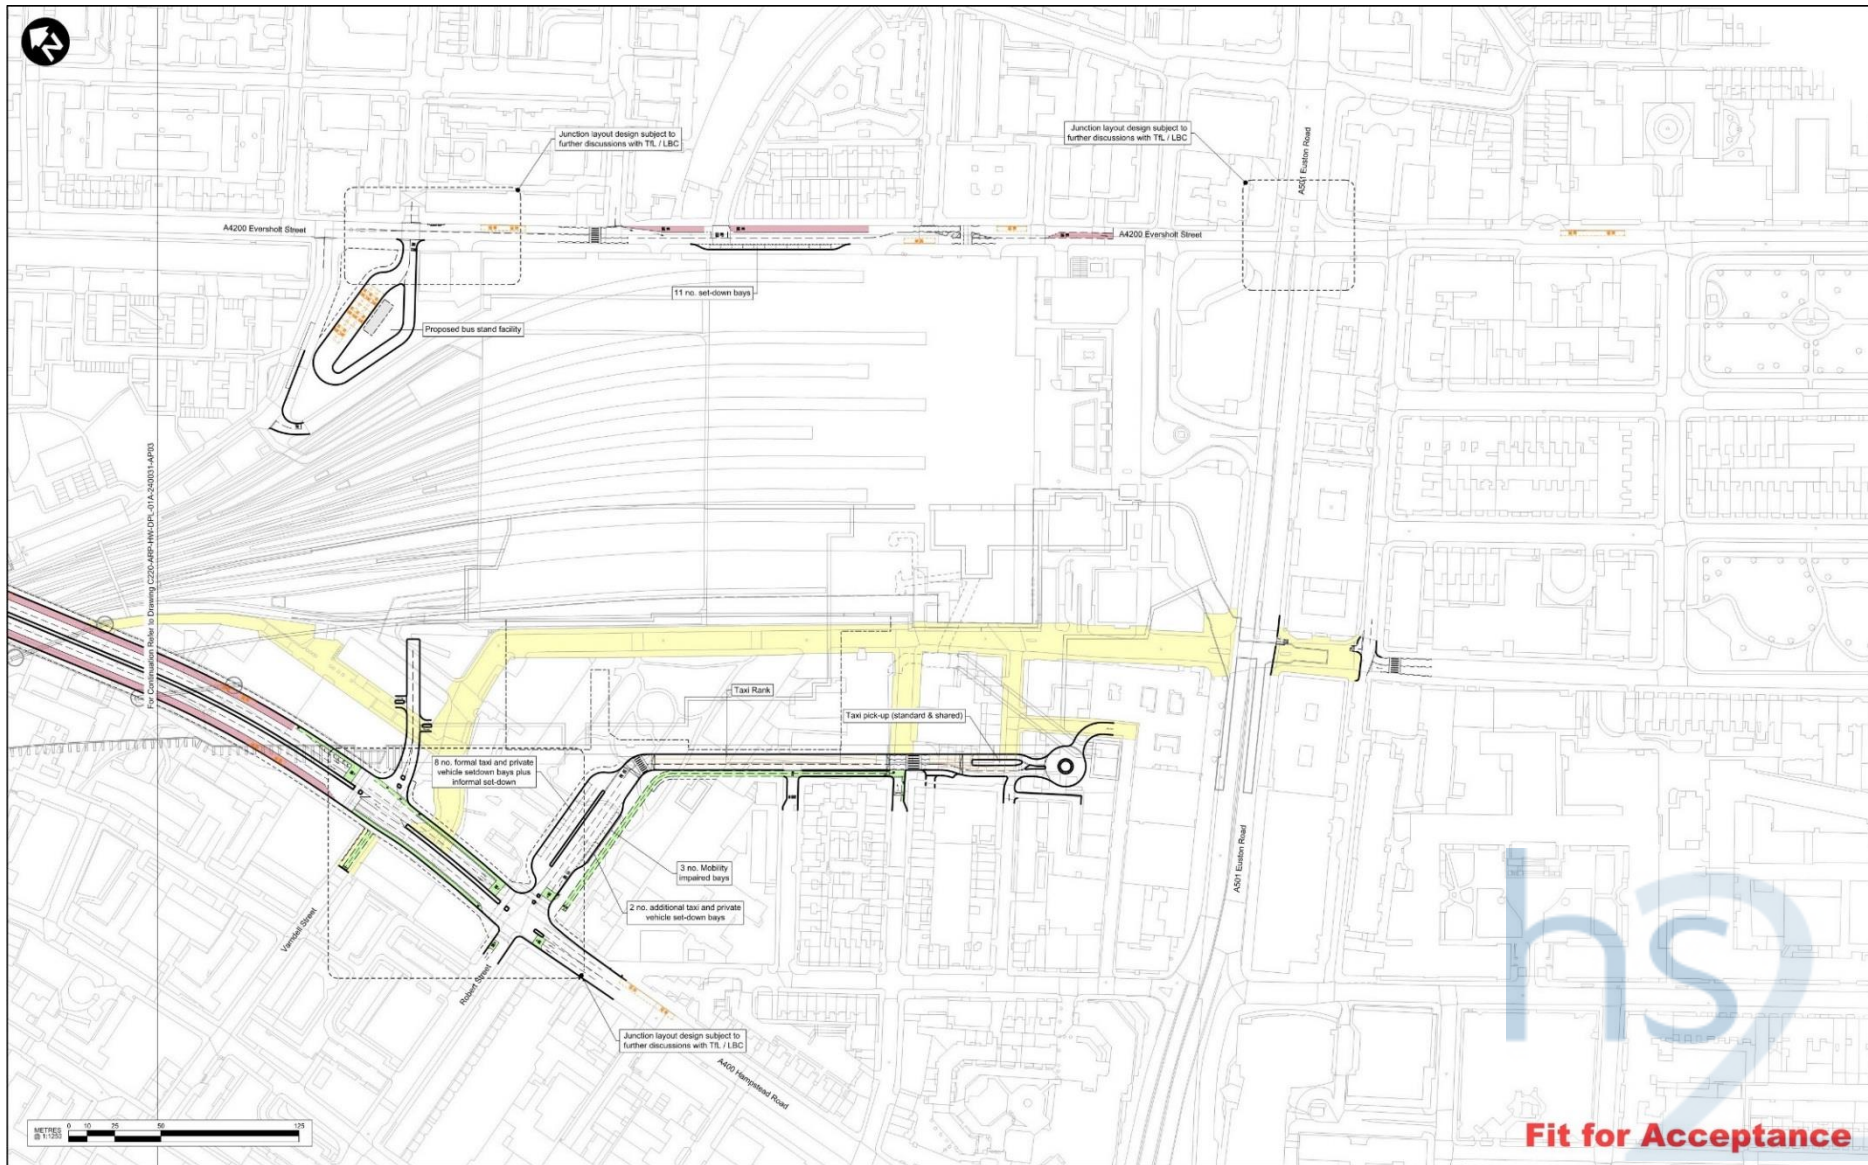 Junction layout design subject to
further discussions with TfL / LBC
Junction layout design subject to
further discussions with TfL / LBC
A501 Euston Road
A4200 Eversholt Street
A4200 Eversholt Street
11 no. set-down bays
Proposed bus stand facility
For Continuation Refer to Drawing C220-ARP-HW-DPL-01A-240031-AP03
Taxi Rank
Taxi pick-up (standard & shared)
8 no. formal taxi and private
vehicle setdown bays plus
informal set-down
3 no. Mobility
impaired bays
2 no. additional taxi and private
vehicle set-down bays
A501 Euston Road
Varndell Street
Robert Street
Junction layout design subject to
further discussions with TfL / LBC
A400 Hampstead Road
METRES
@ 1:1250
0 10 25 50 125
hs2
Fit for Acceptance